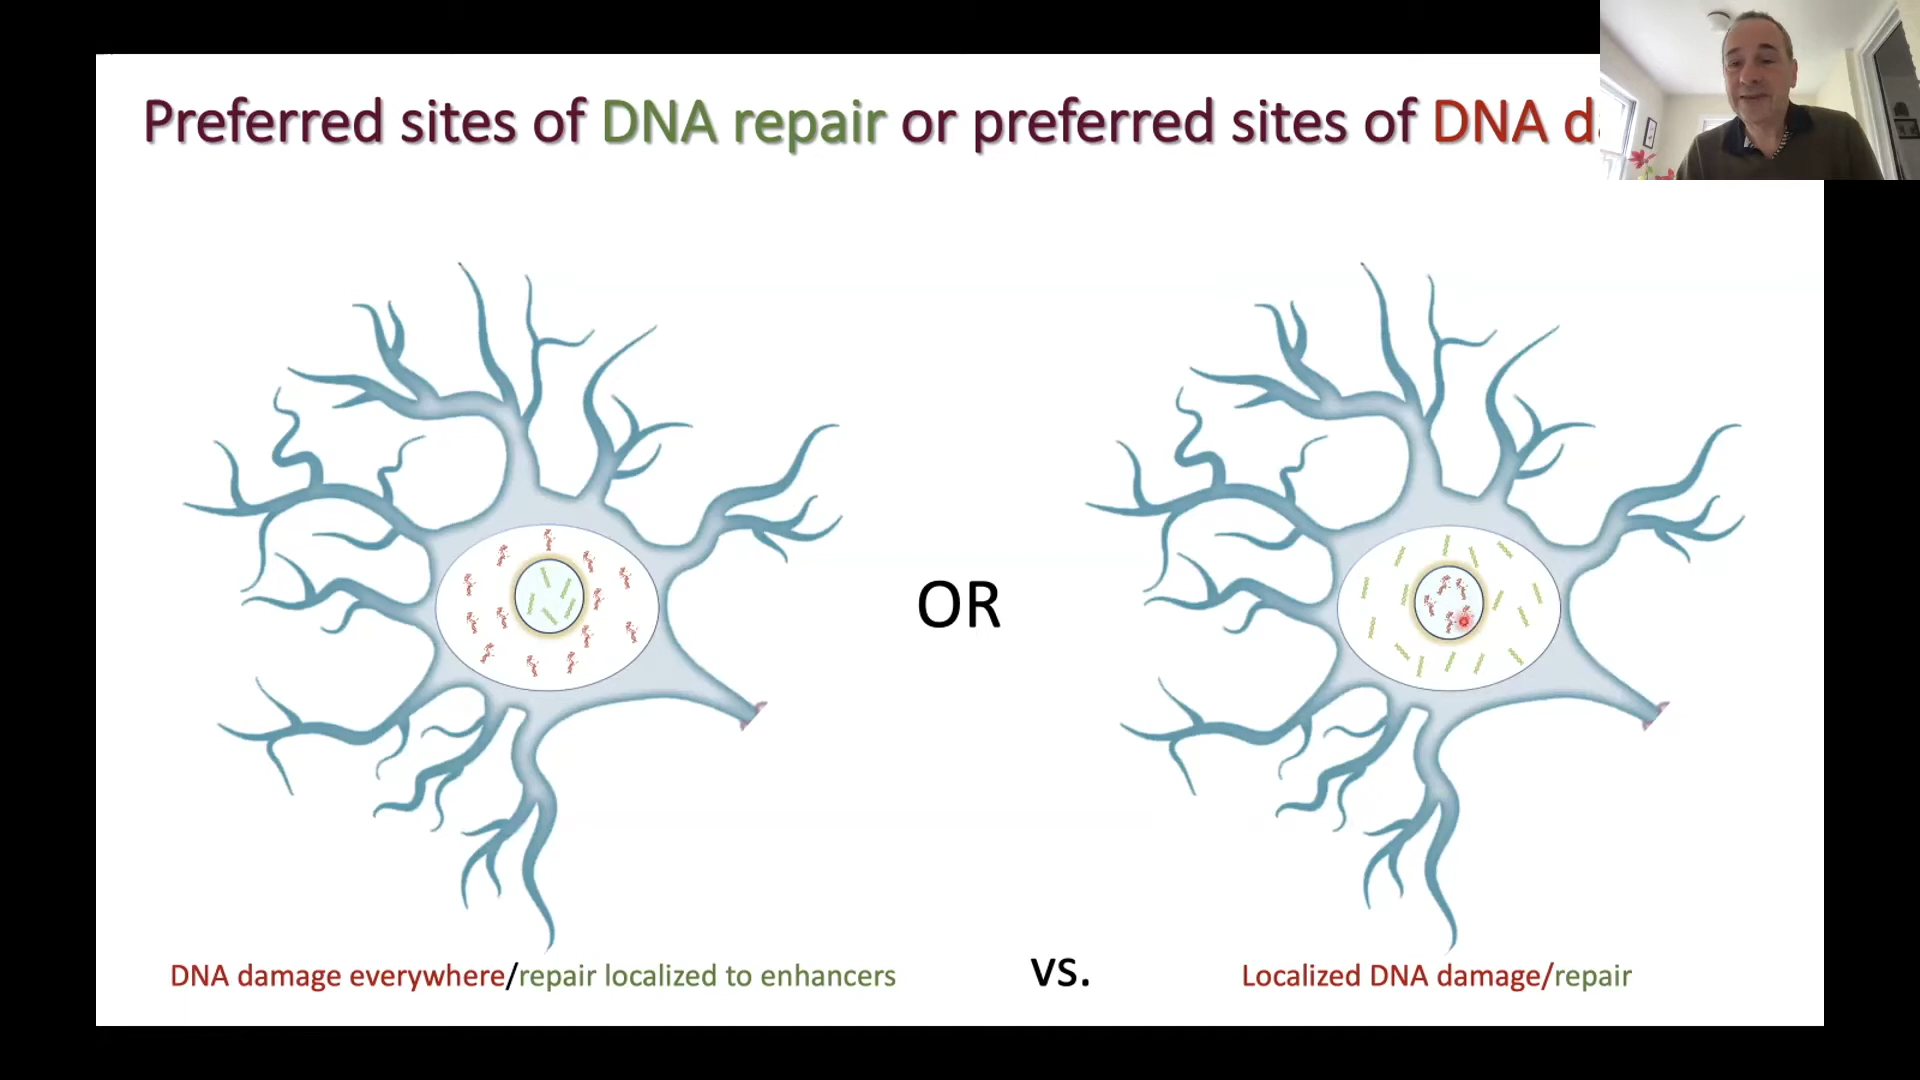 Preferred sites of DNA repair or preferred sites of DNA
OR
DNA damage everywhere/repair localized to enhancers
vs.
Localized DNA damage/repair